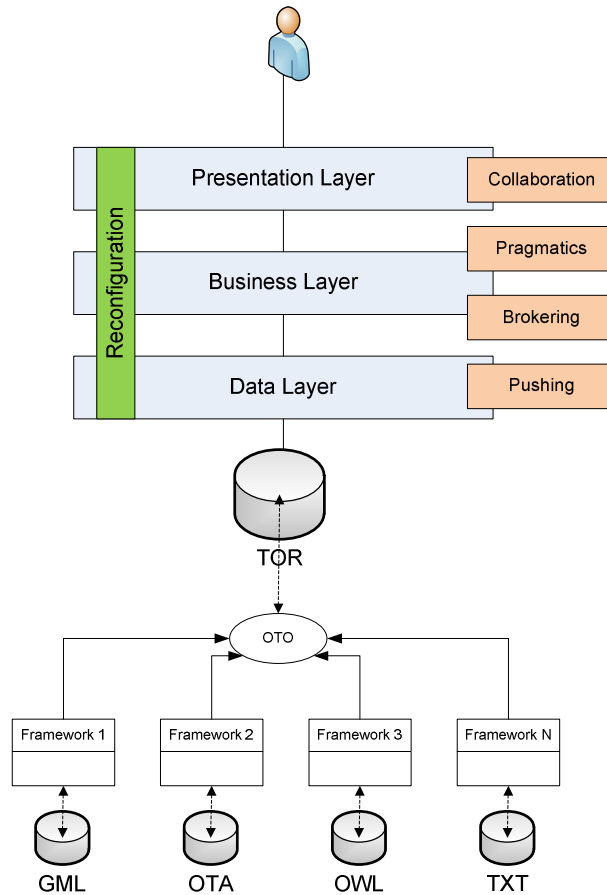 Presentation Layer
Collaboration
Reconfiguration
Pragmatics
Business Layer
Brokering
Data Layer
Pushing
TOR
OTO
Framework 1
Framework 2
Framework 3
Framework N
GML
OTA
OWL
TXT